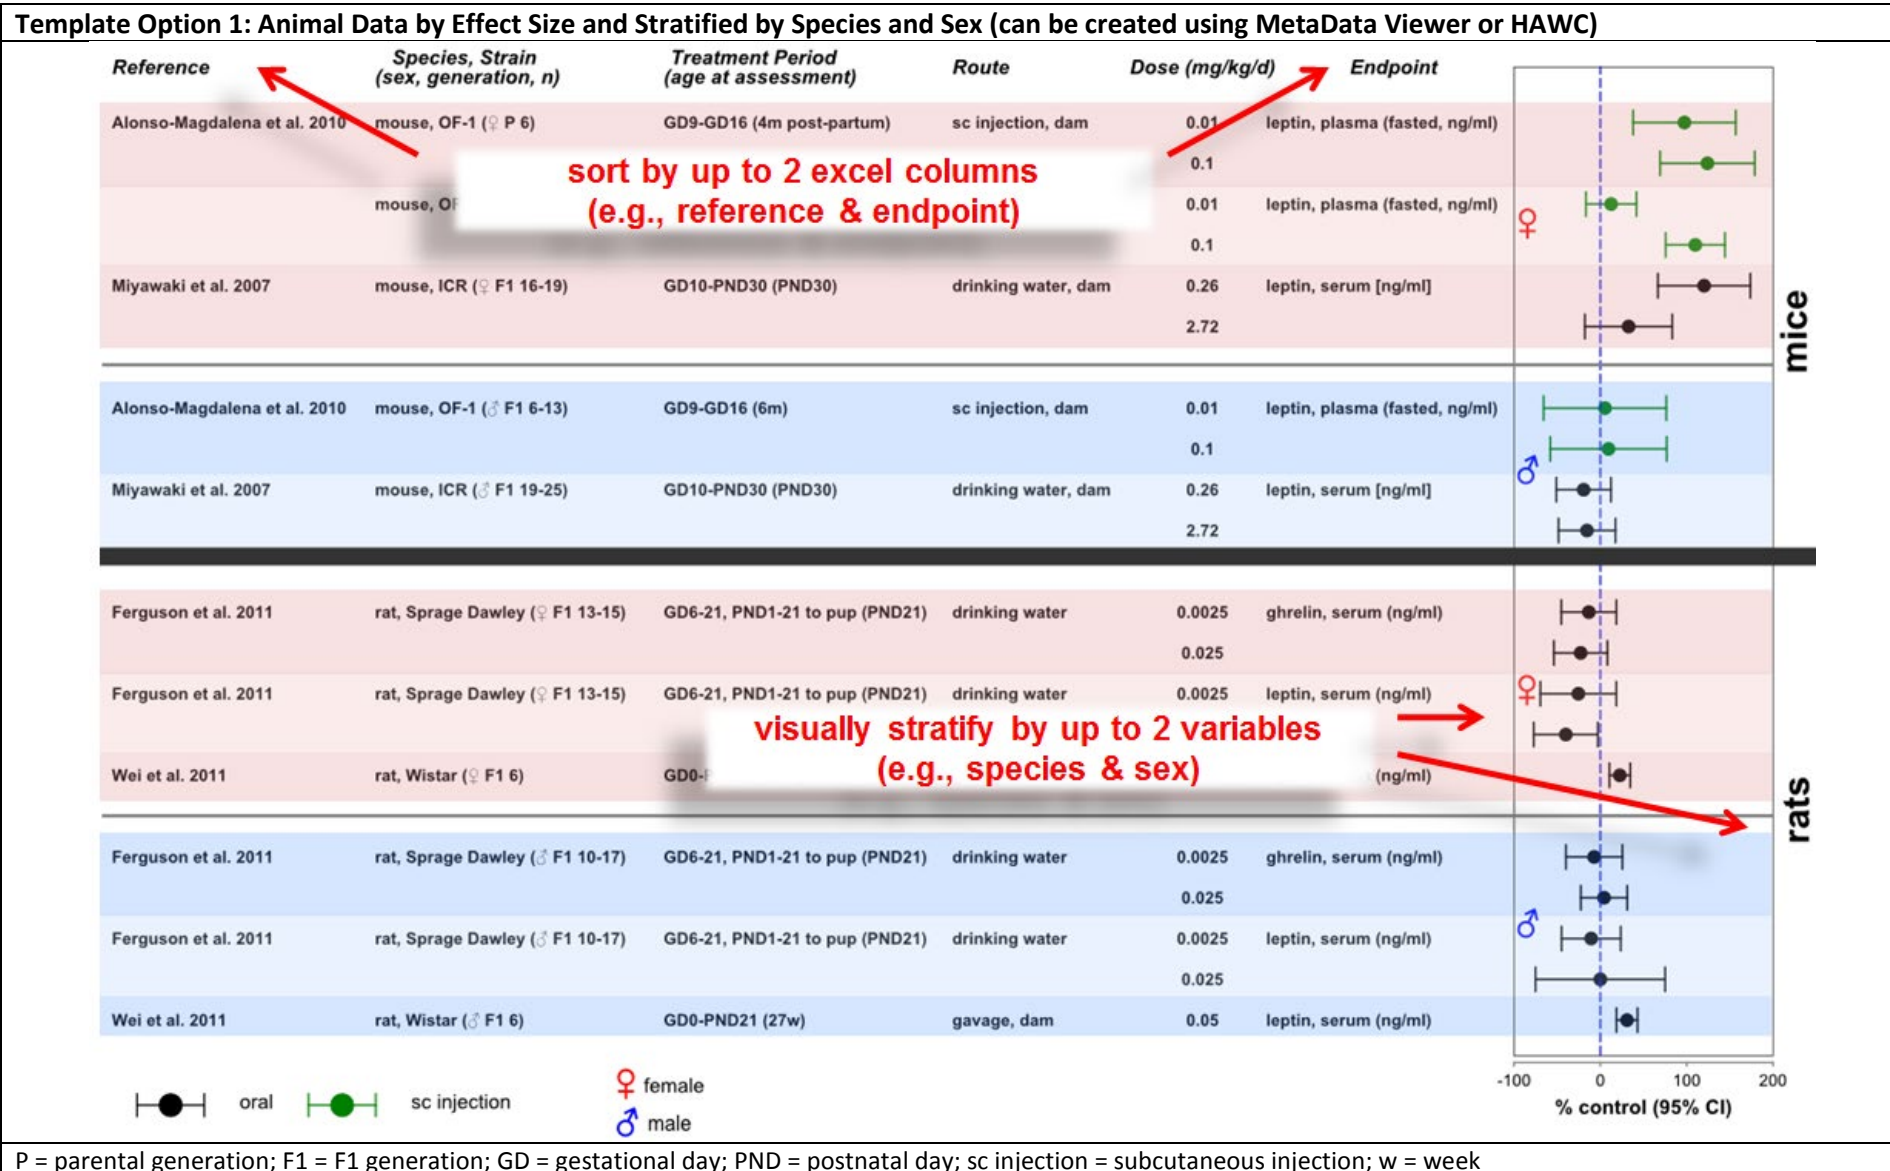 Template Option 1: Animal Data by Effect Size and Stratified by Species and Sex (can be created using MetaData Viewer or HAWC)
Reference Species, Strain (sex, generation, n) Treatment Period (age at assessment) Route Dose (mg/kg/d) Endpoint
Alonso-Magdalena et al. 2010 mouse, OF-1 (♀ P 6) GD9-GD16 (4m post-partum) sc injection, dam 0.01 leptin, plasma (fasted, ng/ml)
0.1
sort by up to 2 excel columns
(e.g., reference & endpoint)
mouse, 0.01 leptin, plasma (fasted, ng/ml)
♀
0.1
Miyawaki et al. 2007 mouse, ICR (♀ F1 16-19) GD10-PND30 (PND30) drinking water, dam 0.26 leptin, serum [ng/ml]
2.72
mice
Alonso-Magdalena et al. 2010 mouse, OF-1 (♂ F1 6-13) GD9-GD16 (6m) sc injection, dam 0.01 leptin, plasma (fasted, ng/ml)
0.1
♂
Miyawaki et al. 2007 mouse, ICR (♂ F1 19-25) GD10-PND30 (PND30) drinking water, dam 0.26 leptin, serum [ng/ml]
2.72
Ferguson et al. 2011 rat, Sprage Dawley (♀ F1 13-15) GD6-21, PND1-21 to pup (PND21) drinking water 0.0025 ghrelin, serum (ng/ml)
0.025
Ferguson et al. 2011 rat, Sprage Dawley (♀ F1 13-15) GD6-21, PND1-21 to pup (PND21) drinking water 0.0025 leptin, serum (ng/ml)
♀
visually stratify by up to 2 variables
(e.g., species & sex)
Wei et al. 2011 rat, Wistar (♀ F1 6) (ng/ml)
rats
Ferguson et al. 2011 rat, Sprage Dawley (♂ F1 10-17) GD6-21, PND1-21 to pup (PND21) drinking water 0.0025 ghrelin, serum (ng/ml)
0.025
♂
Ferguson et al. 2011 rat, Sprage Dawley (♂ F1 10-17) GD6-21, PND1-21 to pup (PND21) drinking water 0.0025 leptin, serum (ng/ml)
0.025
Wei et al. 2011 rat, Wistar (♂ F1 6) GD0-PND21 (27w) gavage, dam 0.05 leptin, serum (ng/ml)
-100 0 100 200
% control (95% CI)
oral sc injection
♀ female
♂ male
P = parental generation; F1 = F1 generation; GD = gestational day; PND = postnatal day; sc injection = subcutaneous injection; w = week